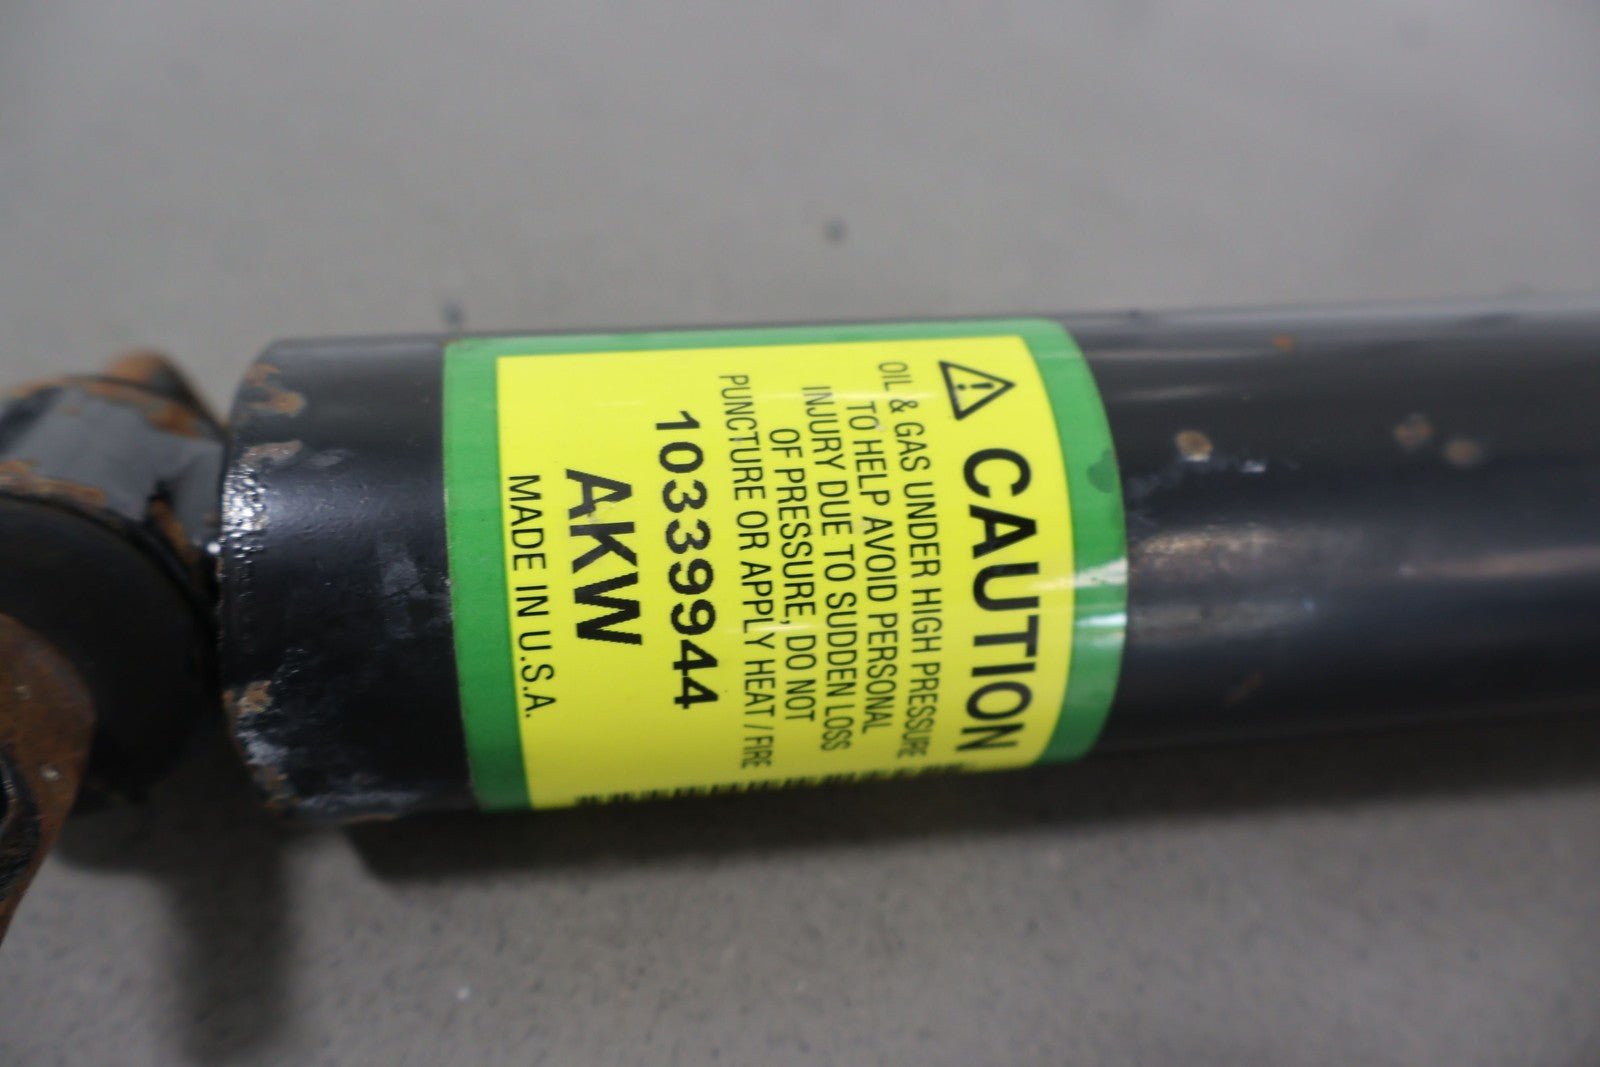 CAUTION
OIL & GAS UNDER HIGH PRESSURE
TO HELP AVOID PERSONAL
INJURY DUE TO SUDDEN LOSS
OF PRESSURE, DO NOT
PUNCTURE OR APPLY HEAT / FIRE
10339944
AKW
MADE IN U.S.A.